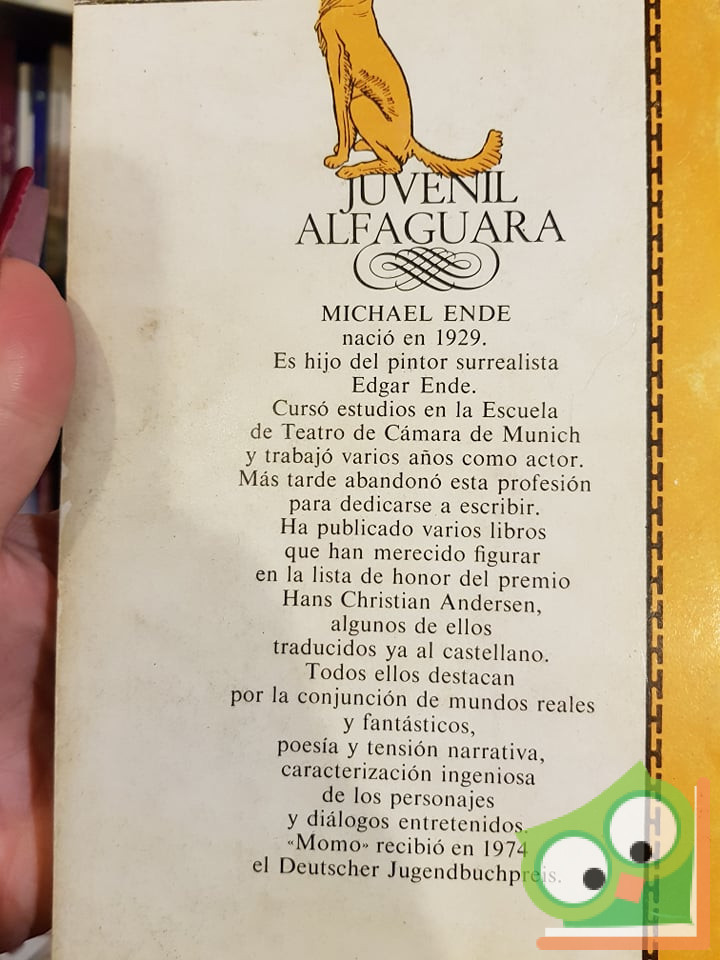 JUVENIL
ALFAGUARA
MICHAEL ENDE
nació en 1929.
Es hijo del pintor surrealista
Edgar Ende.
Cursó estudios en la Escuela
de Teatro de Cámara de Munich
y trabajó varios años como actor.
Más tarde abandonó esta profesión
para dedicarse a escribir.
Ha publicado varios libros
que han merecido figurar
en la lista de honor del premio
Hans Christian Andersen,
algunos de ellos
traducidos ya al castellano.
Todos ellos destacan
por la conjunción de mundos reales
y fantásticos,
poesía y tensión narrativa,
caracterización ingeniosa
de los personajes
y diálogos entretenidos.
«Momo» recibió en 1974
el Deutscher Jugendbuchpreis.